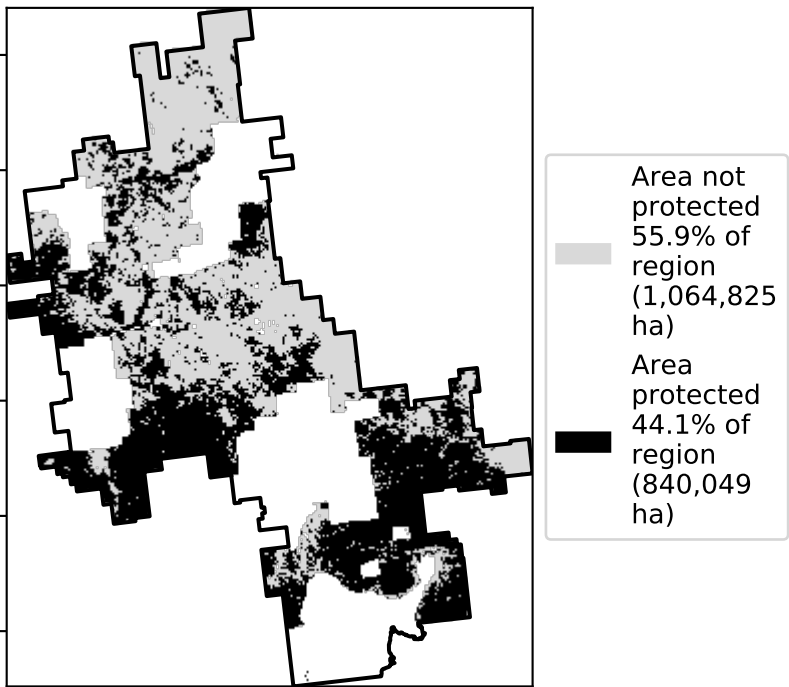 Area not
protected
55.9% of
region
(1,064,825
ha)
Area
protected
44.1% of
region
(840,049
ha)